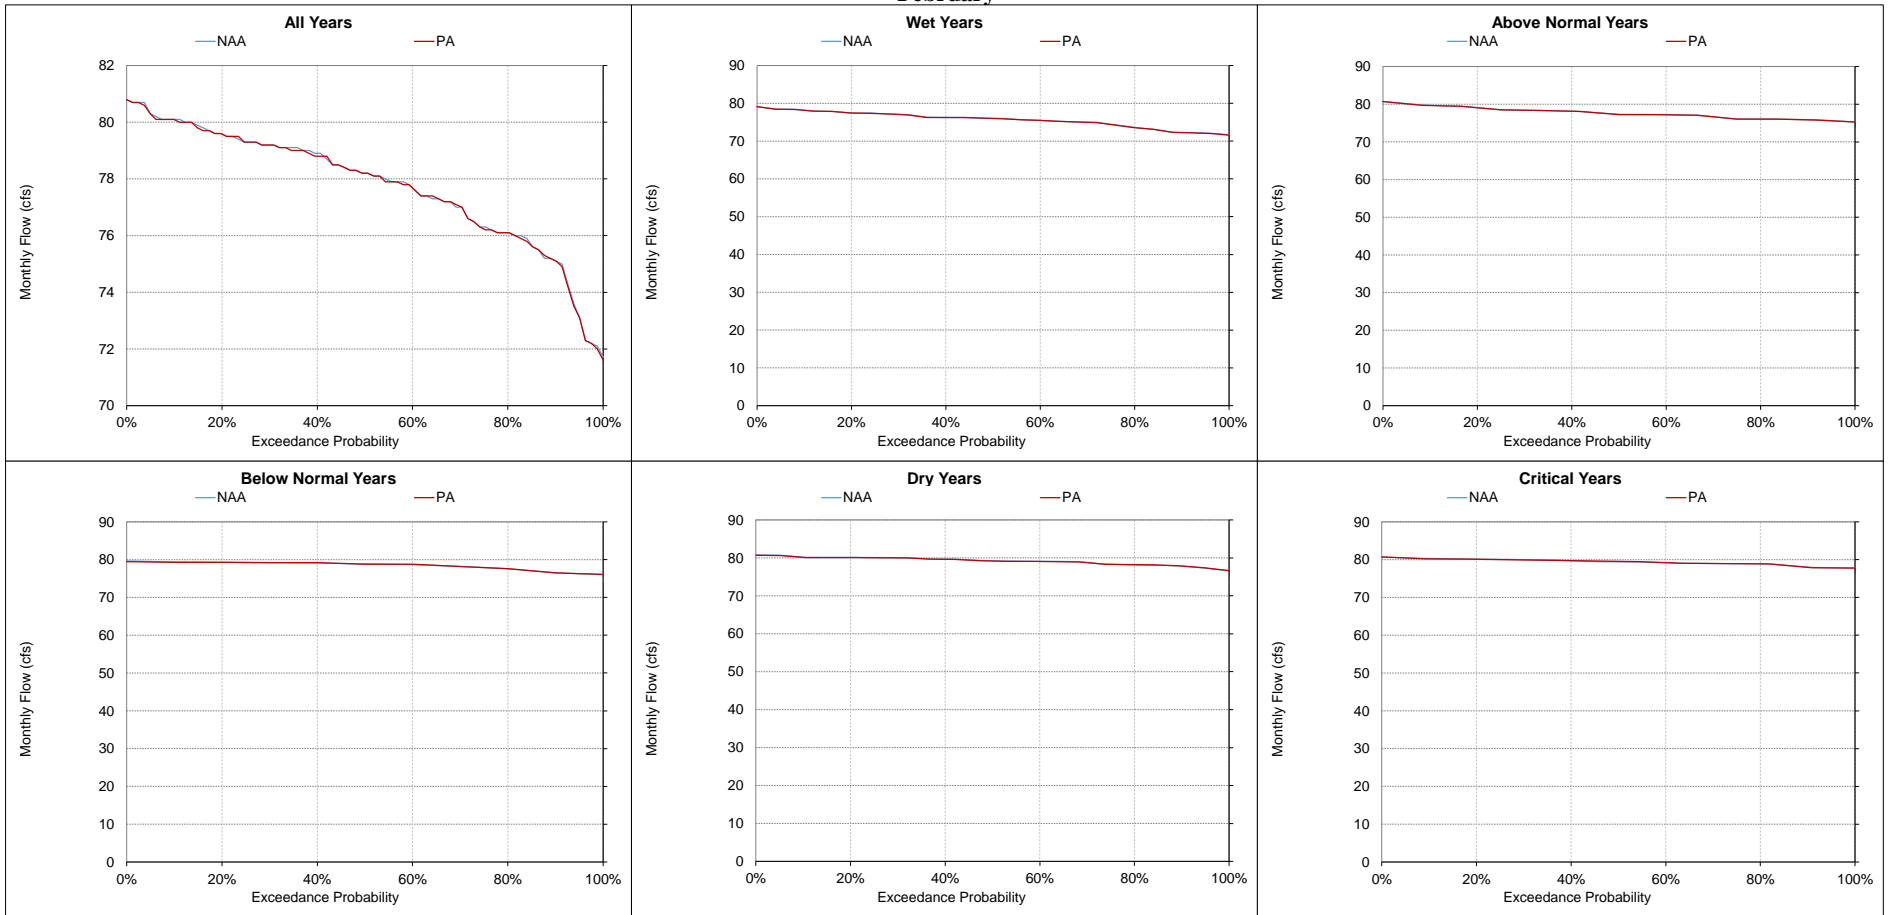 February
All Years
NAA PA
82
80
78
76
74
72
70
Monthly Flow (cfs)
0% 20% 40% 60% 80% 100%
Exceedance Probability
Wet Years
NAA PA
90
80
70
60
50
40
30
20
10
0
Monthly Flow (cfs)
0% 20% 40% 60% 80% 100%
Exceedance Probability
Above Normal Years
NAA PA
90
80
70
60
50
40
30
20
10
0
Monthly Flow (cfs)
0% 20% 40% 60% 80% 100%
Exceedance Probability
Below Normal Years
NAA PA
90
80
70
60
50
40
30
20
10
0
Monthly Flow (cfs)
0% 20% 40% 60% 80% 100%
Exceedance Probability
Dry Years
NAA PA
90
80
70
60
50
40
30
20
10
0
Monthly Flow (cfs)
0% 20% 40% 60% 80% 100%
Exceedance Probability
Critical Years
NAA PA
90
80
70
60
50
40
30
20
10
0
Monthly Flow (cfs)
0% 20% 40% 60% 80% 100%
Exceedance Probability